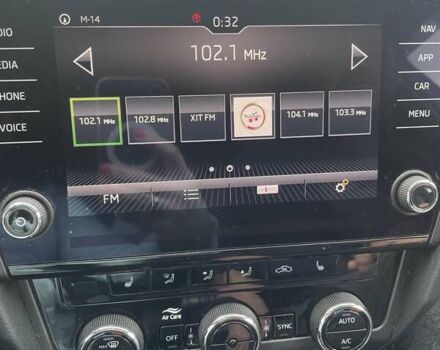 M-14
0:32
DIO
EDIA
HONE
VOICE
NAV
APP
CAR
MENU
102.1 MHz
102.1 MHz
102.8 MHz
XIT FM
104.1 MHz
103.3 MHz
FM
Air Care
MAX
OFF
SYNC
AUTO
A/C